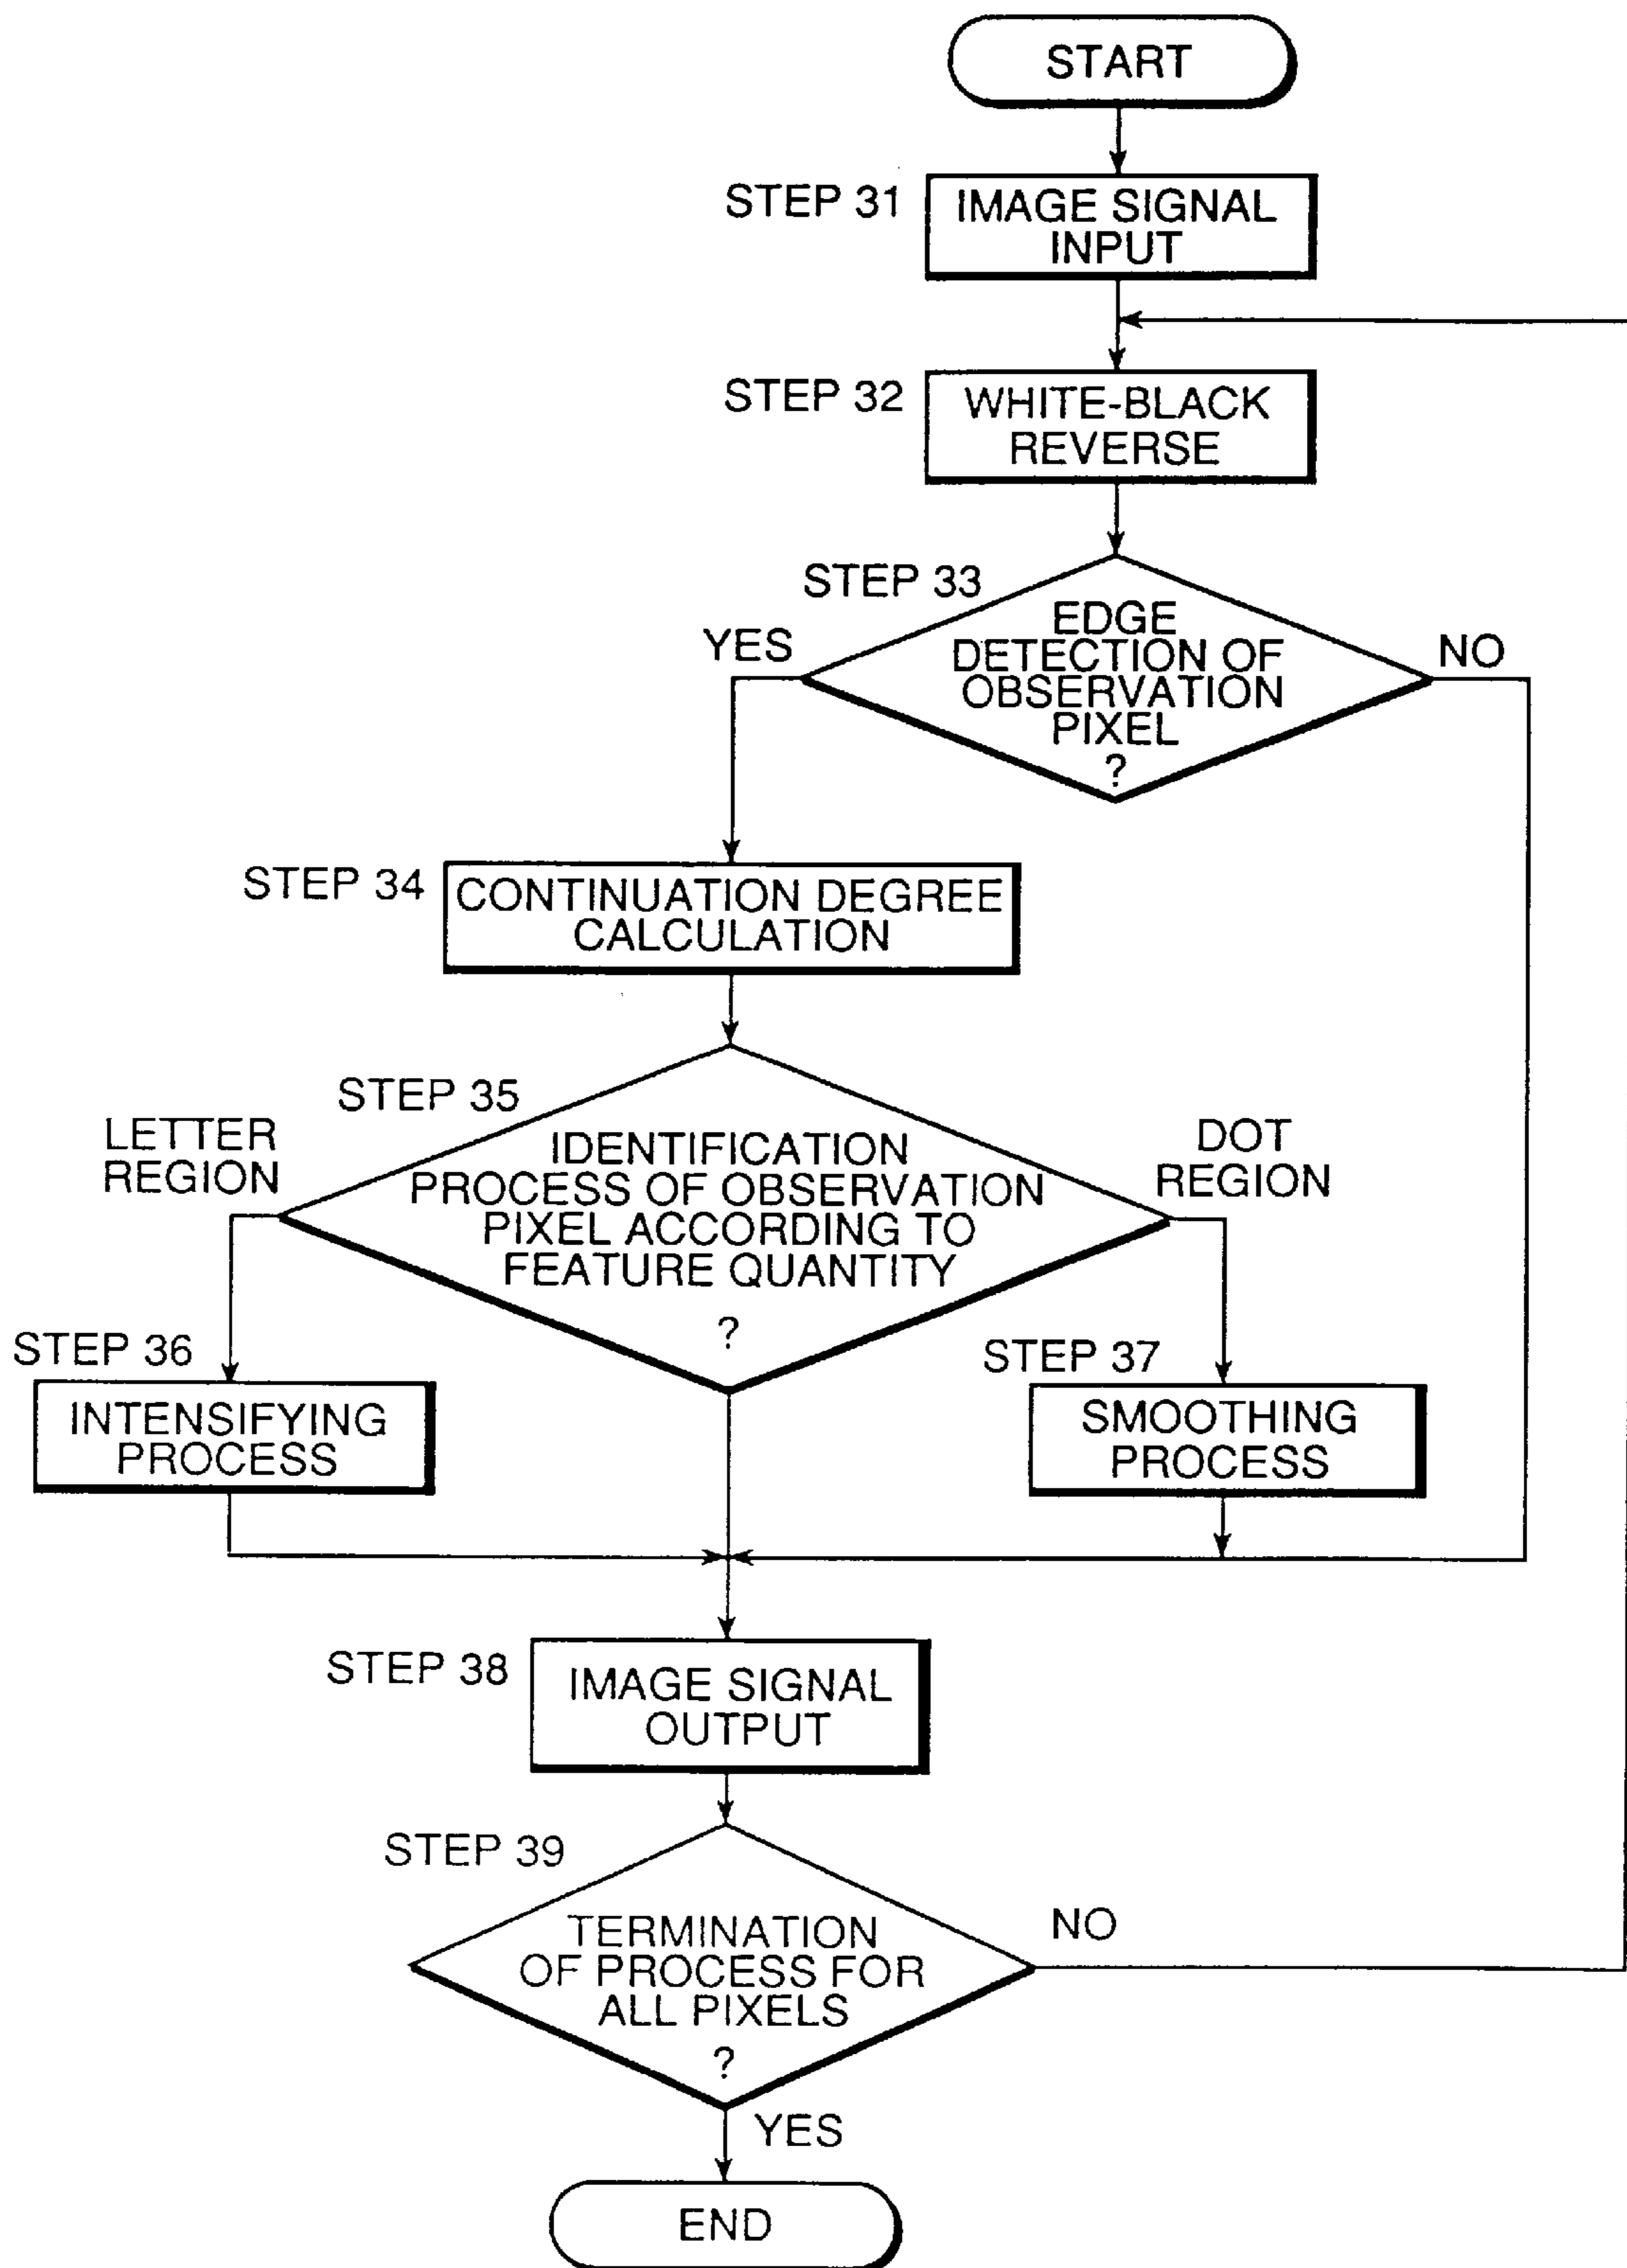 START
STEP 31
IMAGE SIGNAL
INPUT
STEP 32
WHITE-BLACK
REVERSE
STEP 33
EDGE
DETECTION OF
OBSERVATION
PIXEL
?
YES
NO
STEP 34
CONTINUATION DEGREE
CALCULATION
STEP 35
IDENTIFICATION
PROCESS OF OBSERVATION
PIXEL ACCORDING TO
FEATURE QUANTITY
?
LETTER
REGION
DOT
REGION
STEP 36
INTENSIFYING
PROCESS
STEP 37
SMOOTHING
PROCESS
STEP 38
IMAGE SIGNAL
OUTPUT
STEP 39
TERMINATION
OF PROCESS FOR
ALL PIXELS
?
NO
YES
END